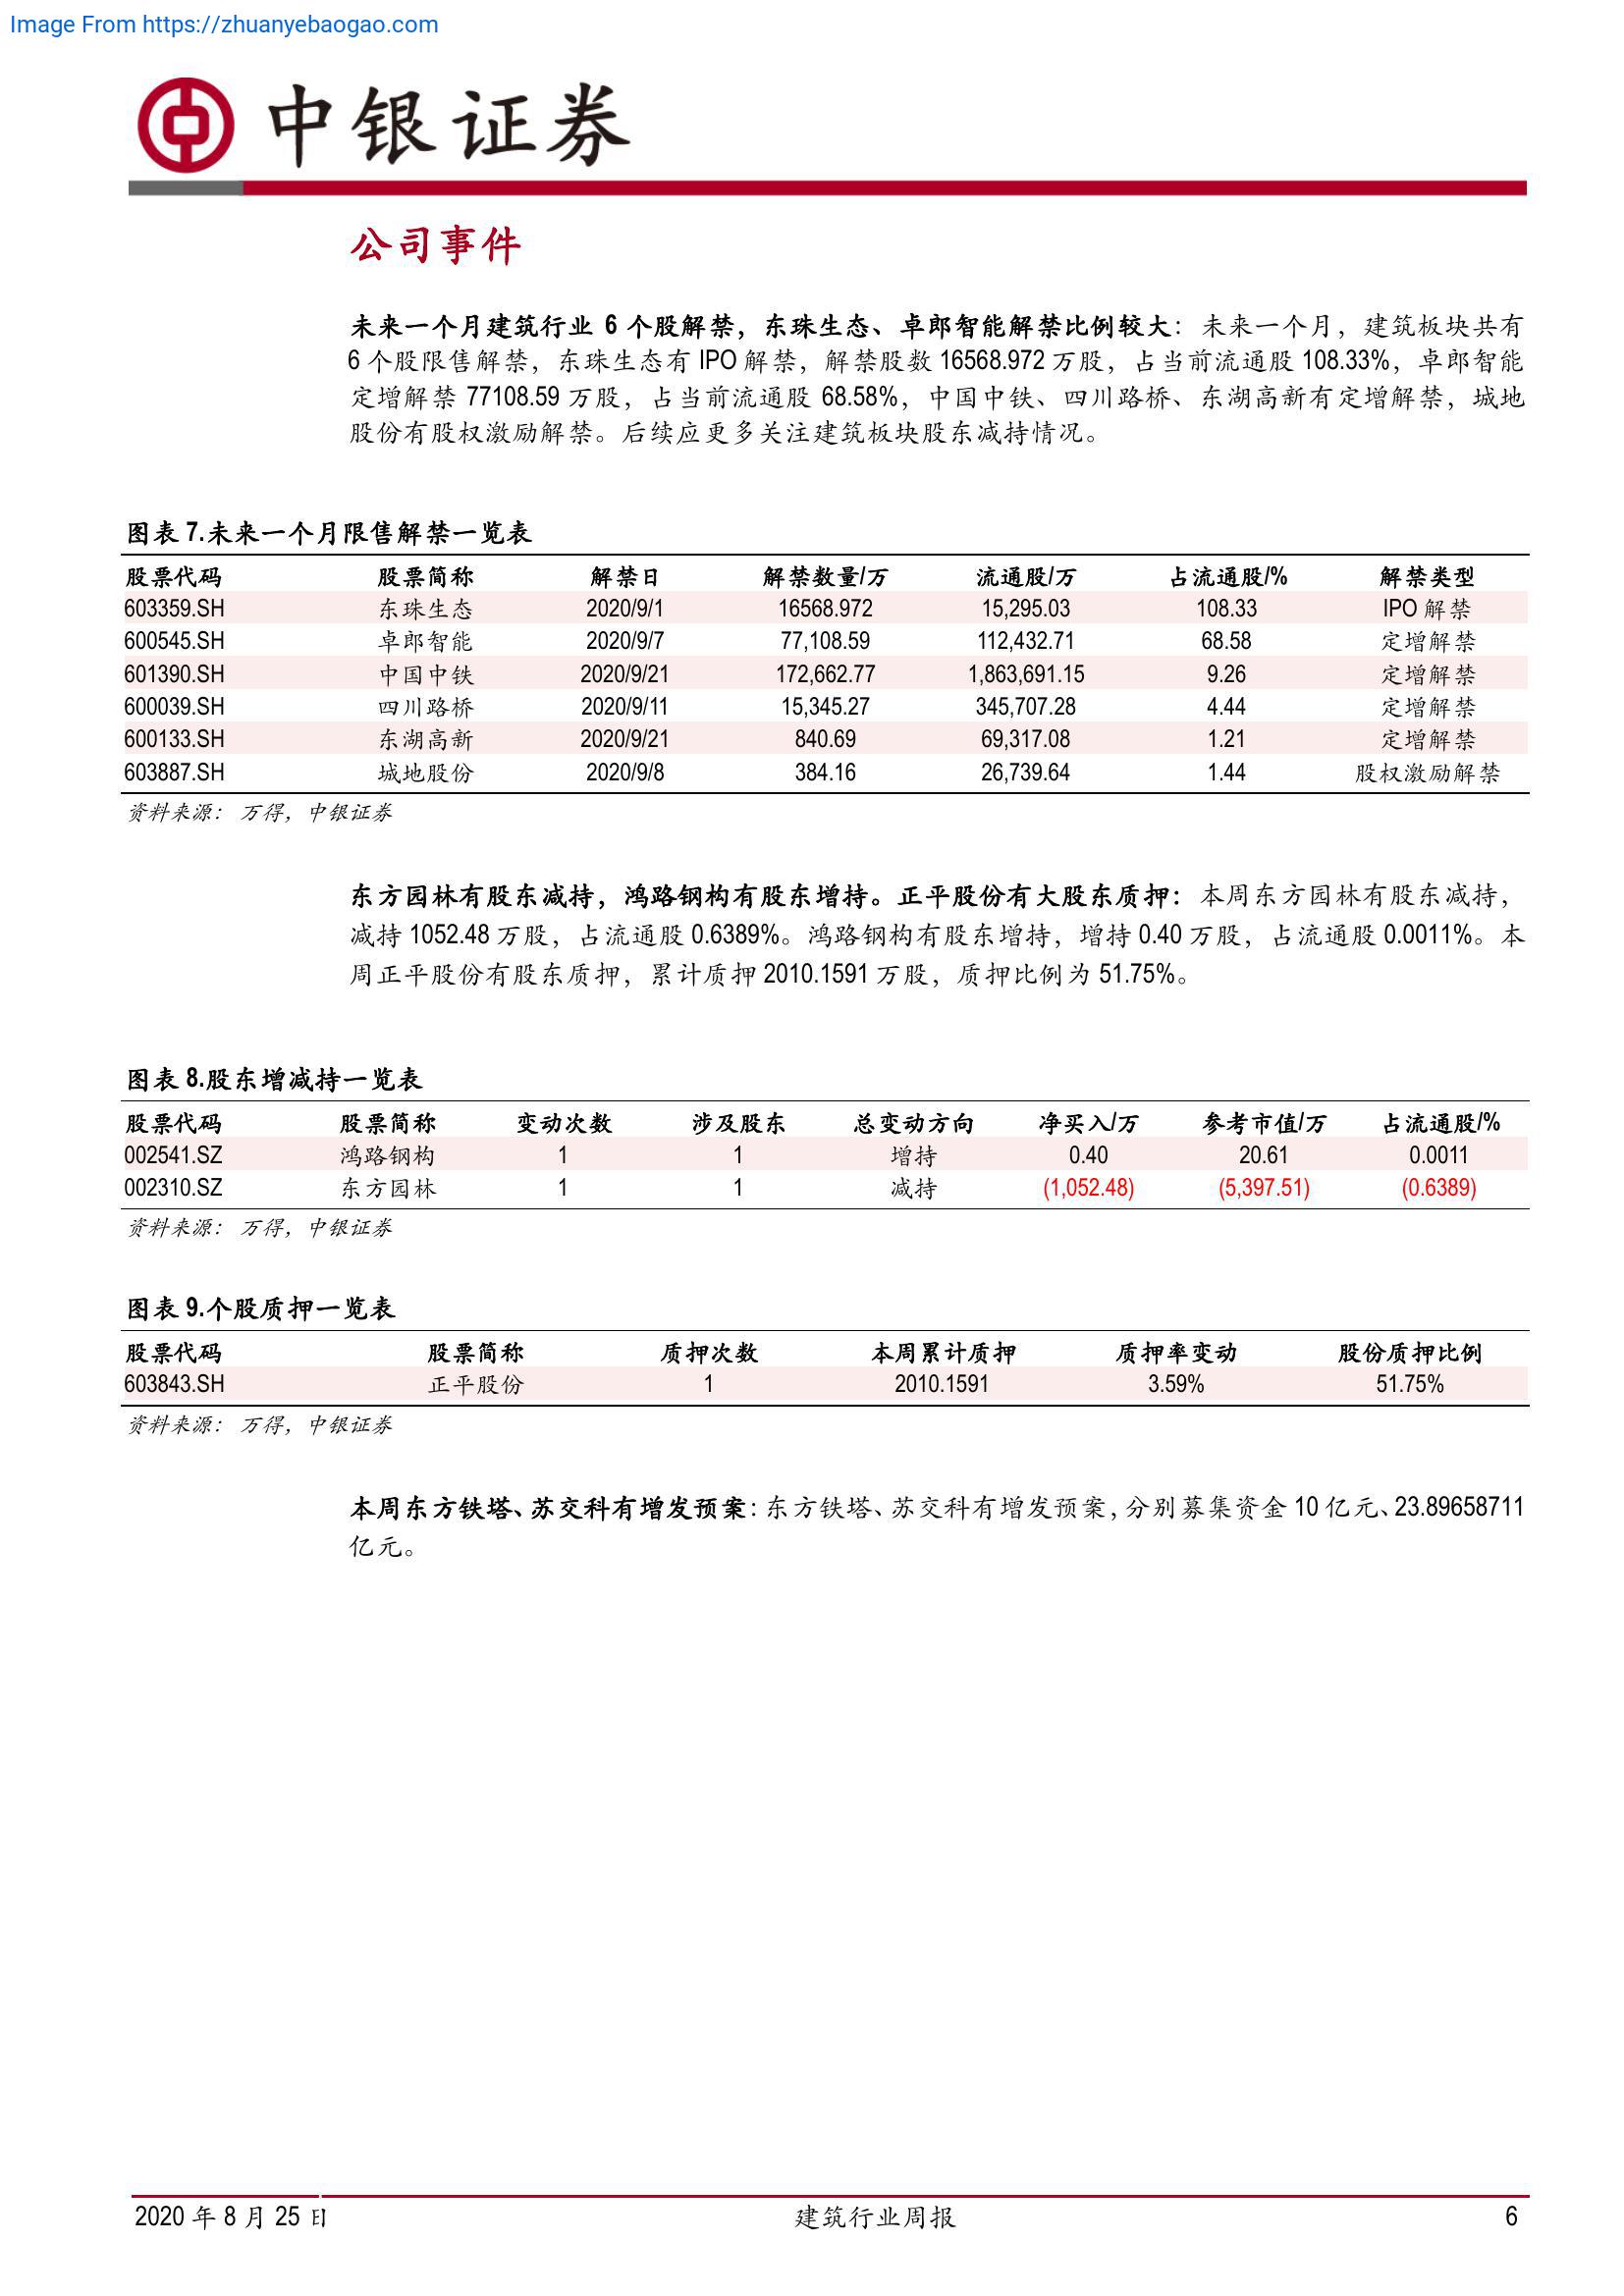 Image From https://zhuanyebaogao.com
中银证券
公司事件
未来一个月建筑行业 6 个股解禁，东珠生态、卓郎智能解禁比例较大：未来一个月，建筑板块共有
6 个股限售解禁，东珠生态有 IPO 解禁，解禁股数 16568.972 万股，占当前流通股 108.33%，卓郎智能
定增解禁 77108.59 万股，占当前流通股 68.58%，中国中铁、四川路桥、东湖高新有定增解禁，城地
股份有股权激励解禁。后续应更多关注建筑板块股东减持情况。
图表 7.未来一个月限售解禁一览表
股票代码 股票简称 解禁日 解禁数量/万 流通股/万 占流通股/% 解禁类型
603359.SH 东珠生态 2020/9/1 16568.972 15,295.03 108.33 IPO 解禁
600545.SH 卓郎智能 2020/9/7 77,108.59 112,432.71 68.58 定增解禁
601390.SH 中国中铁 2020/9/21 172,662.77 1,863,691.15 9.26 定增解禁
600039.SH 四川路桥 2020/9/11 15,345.27 345,707.28 4.44 定增解禁
600133.SH 东湖高新 2020/9/21 840.69 69,317.08 1.21 定增解禁
603887.SH 城地股份 2020/9/8 384.16 26,739.64 1.44 股权激励解禁
资料来源： 万得，中银证券
东方园林有股东减持，鸿路钢构有股东增持。正平股份有大股东质押：本周东方园林有股东减持，
减持 1052.48 万股，占流通股 0.6389%。鸿路钢构有股东增持，增持 0.40 万股，占流通股 0.0011%。本
周正平股份有股东质押，累计质押 2010.1591 万股，质押比例为 51.75%。
图表 8.股东增减持一览表
股票代码 股票简称 变动次数 涉及股东 总变动方向 净买入/万 参考市值/万 占流通股/%
002541.SZ 鸿路钢构 1 1 增持 0.40 20.61 0.0011
002310.SZ 东方园林 1 1 减持 (1,052.48) (5,397.51) (0.6389)
资料来源： 万得，中银证券
图表 9.个股质押一览表
股票代码 股票简称 质押次数 本周累计质押 质押率变动 股份质押比例
603843.SH 正平股份 1 2010.1591 3.59% 51.75%
资料来源： 万得，中银证券
本周东方铁塔、苏交科有增发预案：东方铁塔、苏交科有增发预案，分别募集资金 10 亿元、23.89658711
亿元。
2020 年 8 月 25 日 建筑行业周报 6